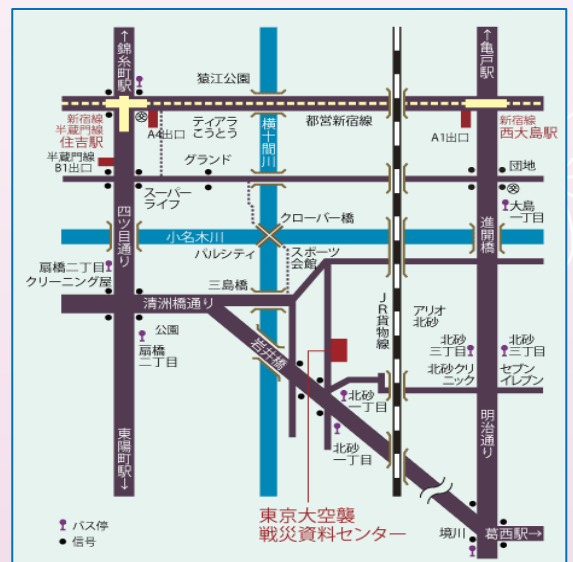 ↑錦糸町駅
↑亀戸駅
猿江公園
新宿線
半蔵門線
住吉駅
A4出口
ティアラ
こうとう
横十間川
都営新宿線
A1出口
新宿線
西大島駅
半蔵門線
B1出口
グランド
団地
スーパー
ライフ
四ツ目通り
クローバー橋
大島
一丁目
進開橋
小名木川
パルシティ
スポーツ
会館
扇橋二丁目
クリーニング屋
三島橋
清洲橋通り
JR貨物線
アリオ
北砂
公園
扇橋
二丁目
岩井橋
北砂
三丁目
北砂
三丁目
北砂クリ
ニック
セブン
イレブン
北砂
一丁目
明治通り
東陽町駅↓
北砂
一丁目
東京大空襲
戦災資料センター
バス停
信号
境川
葛西駅→